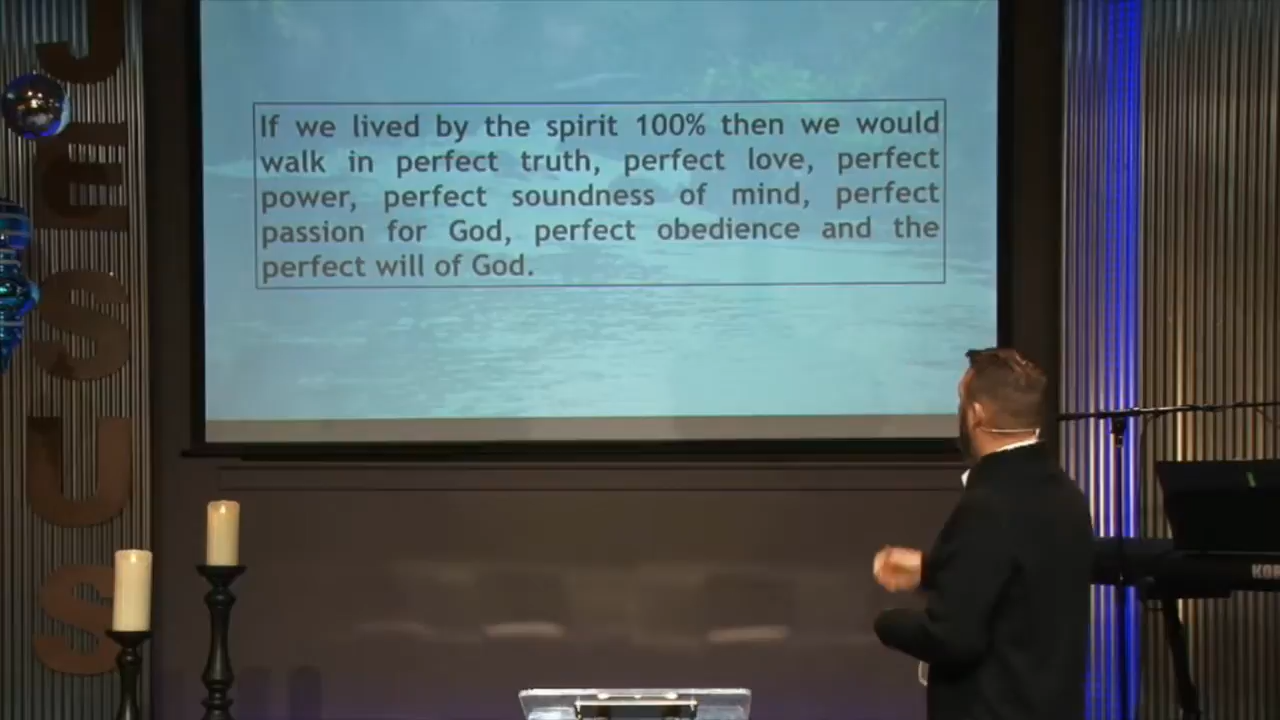 JESUS
If we lived by the spirit 100% then we would
walk in perfect truth, perfect love, perfect
power, perfect soundness of mind, perfect
passion for God, perfect obedience and the
perfect will of God.
KOR